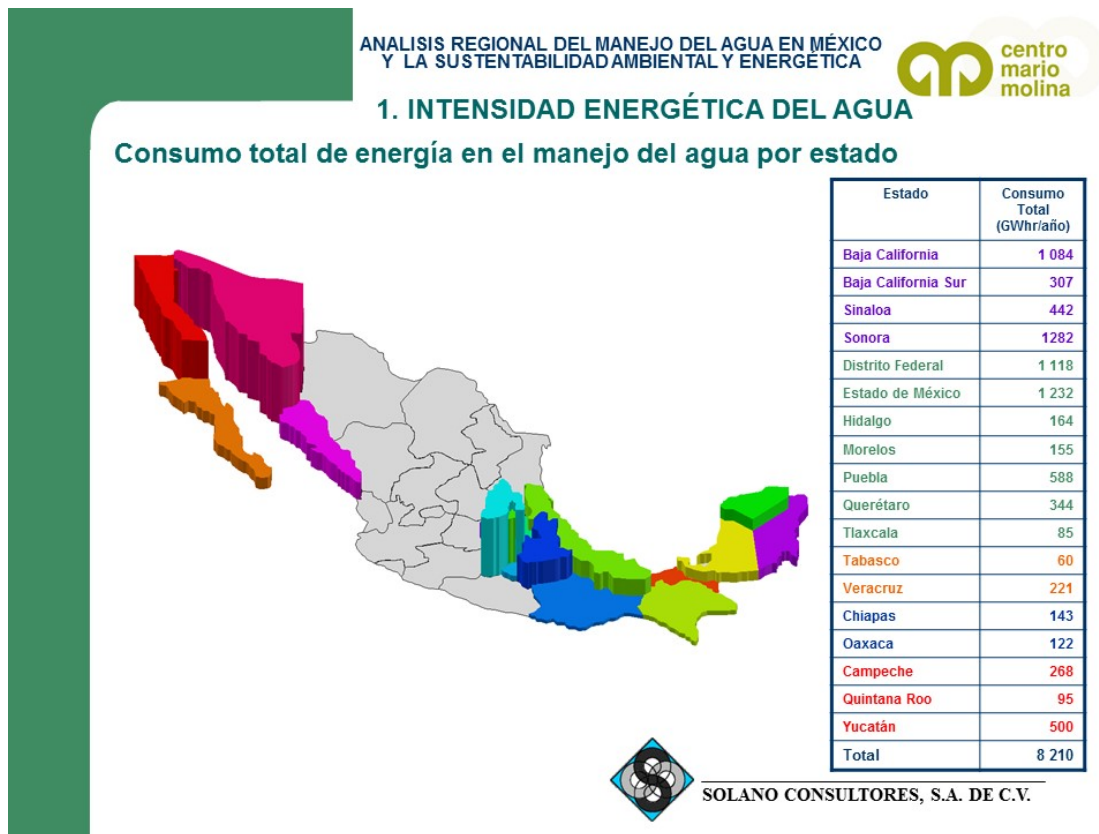 ANALISIS REGIONAL DEL MANEJO DEL AGUA EN MÉXICO
Y LA SUSTENTABILIDAD AMBIENTAL Y ENERGÉTICA
centro
mario
molina
1. INTENSIDAD ENERGÉTICA DEL AGUA
Consumo total de energía en el manejo del agua por estado
Estado Consumo
Total
(GWhr/año)
Baja California 1 084
Baja California Sur 307
Sinaloa 442
Sonora 1282
Distrito Federal 1 118
Estado de México 1 232
Hidalgo 164
Morelos 155
Puebla 588
Querétaro 344
Tlaxcala 85
Tabasco 60
Veracruz 221
Chiapas 143
Oaxaca 122
Campeche 268
Quintana Roo 95
Yucatán 500
Total 8 210
SOLANO CONSULTORES, S.A. DE C.V.